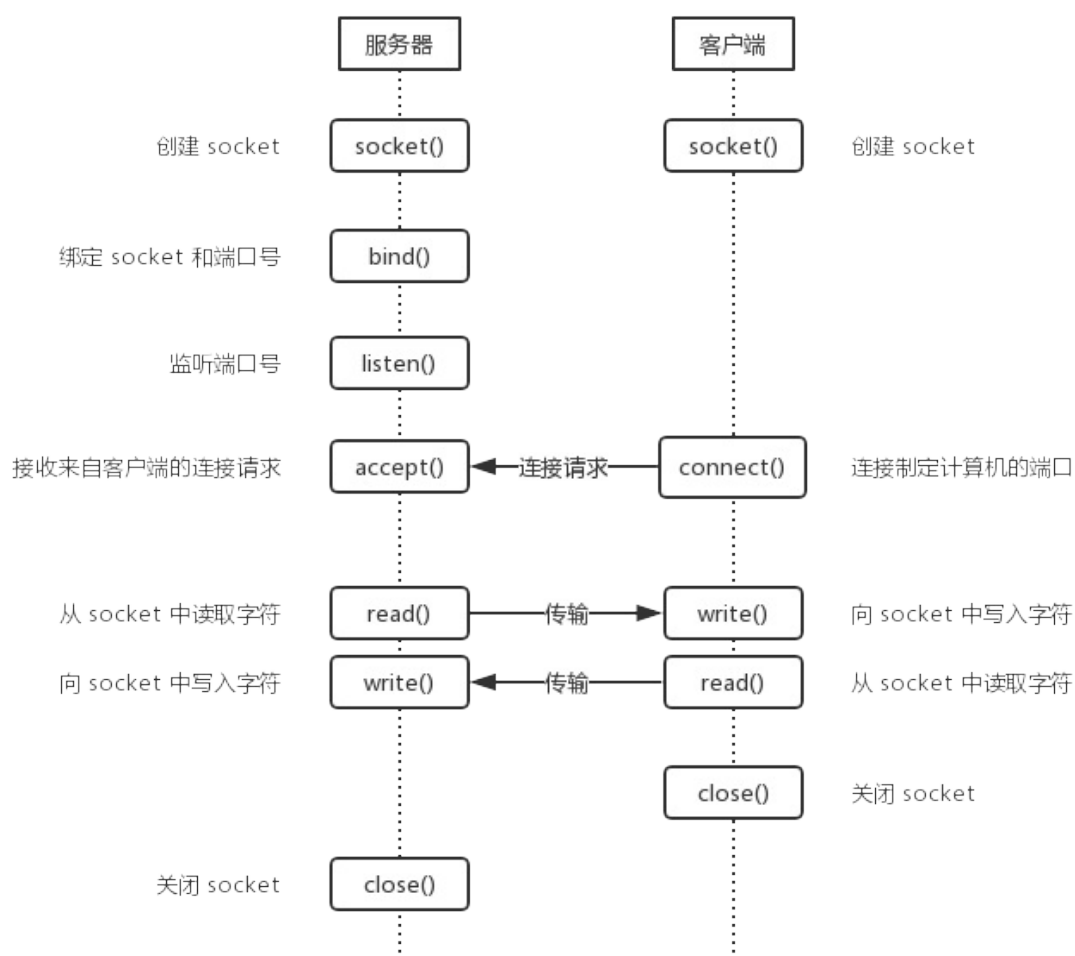 服务器 客户端
创建 socket socket() socket() 创建 socket
绑定 socket 和端口号 bind()
监听端口号 listen()
接收来自客户端的连接请求 accept() 连接请求 connect() 连接制定计算机的端口
从 socket 中读取字符 read() 传输 write() 向 socket 中写入字符
向 socket 中写入字符 write() 传输 read() 从 socket 中读取字符
close() 关闭 socket
关闭 socket close()